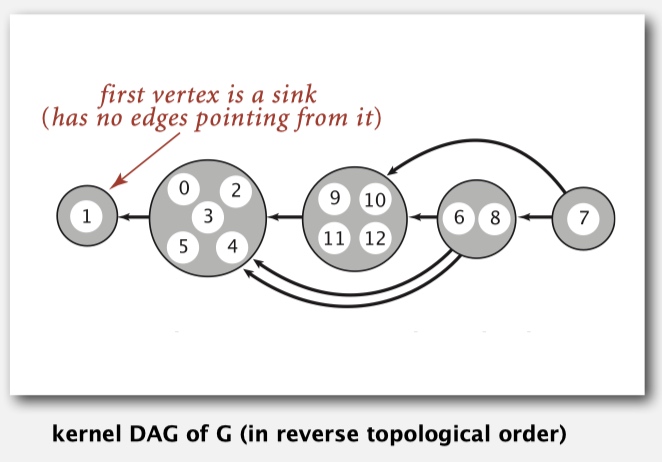 first vertex is a sink
(has no edges pointing from it)
0 2
9 10
1 3 6 8 7
5 4
11 12
kernel DAG of G (in reverse topological order)